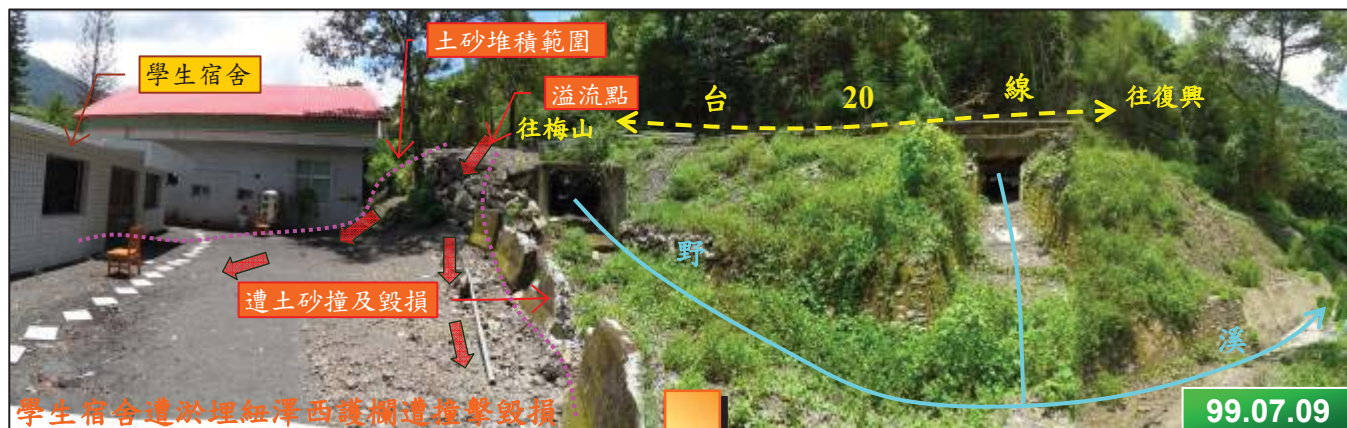 學生宿舍
土砂堆積範圍
溢流點
台 20 線
往梅山
往復興
野溪
遭土砂撞及毀損
學生宿舍遭淤埋紐澤西護欄遭撞擊毀損
99.07.09